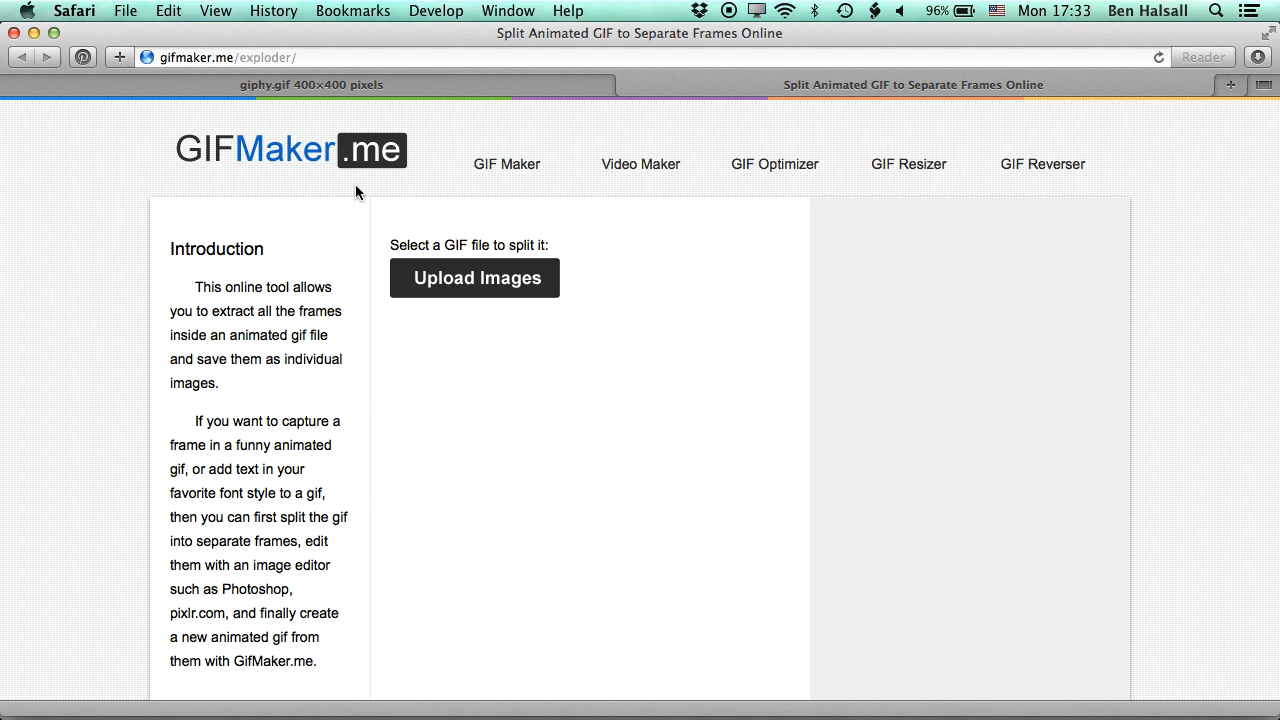 Safari File Edit View History Bookmarks Develop Window Help 96% Mon 17:33 Ben Halsall
Split Animated GIF to Separate Frames Online
gifmaker.me/exploder/ Reader
giphy.gif 400×400 pixels Split Animated GIF to Separate Frames Online
GIFMaker.me GIF Maker Video Maker GIF Optimizer GIF Resizer GIF Reverser
Introduction
This online tool allows
you to extract all the frames
inside an animated gif file
and save them as individual
images.
If you want to capture a
frame in a funny animated
gif, or add text in your
favorite font style to a gif,
then you can first split the gif
into separate frames, edit
them with an image editor
such as Photoshop,
pixlr.com, and finally create
a new animated gif from
them with GifMaker.me.
Select a GIF file to split it:
Upload Images